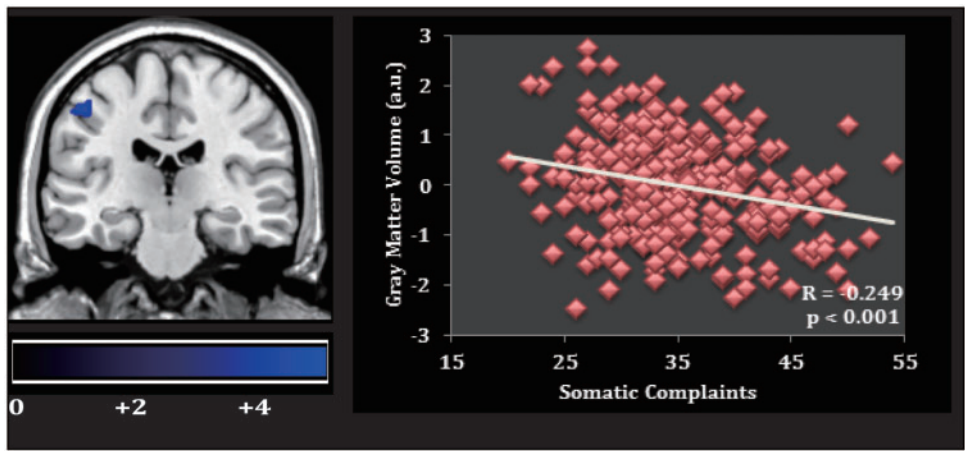 0 +2 +4
3
2
1
0
-1
-2
-3
Gray Matter Volume (a.u.)
R = -0.249
p < 0.001
15 25 35 45 55
Somatic Complaints